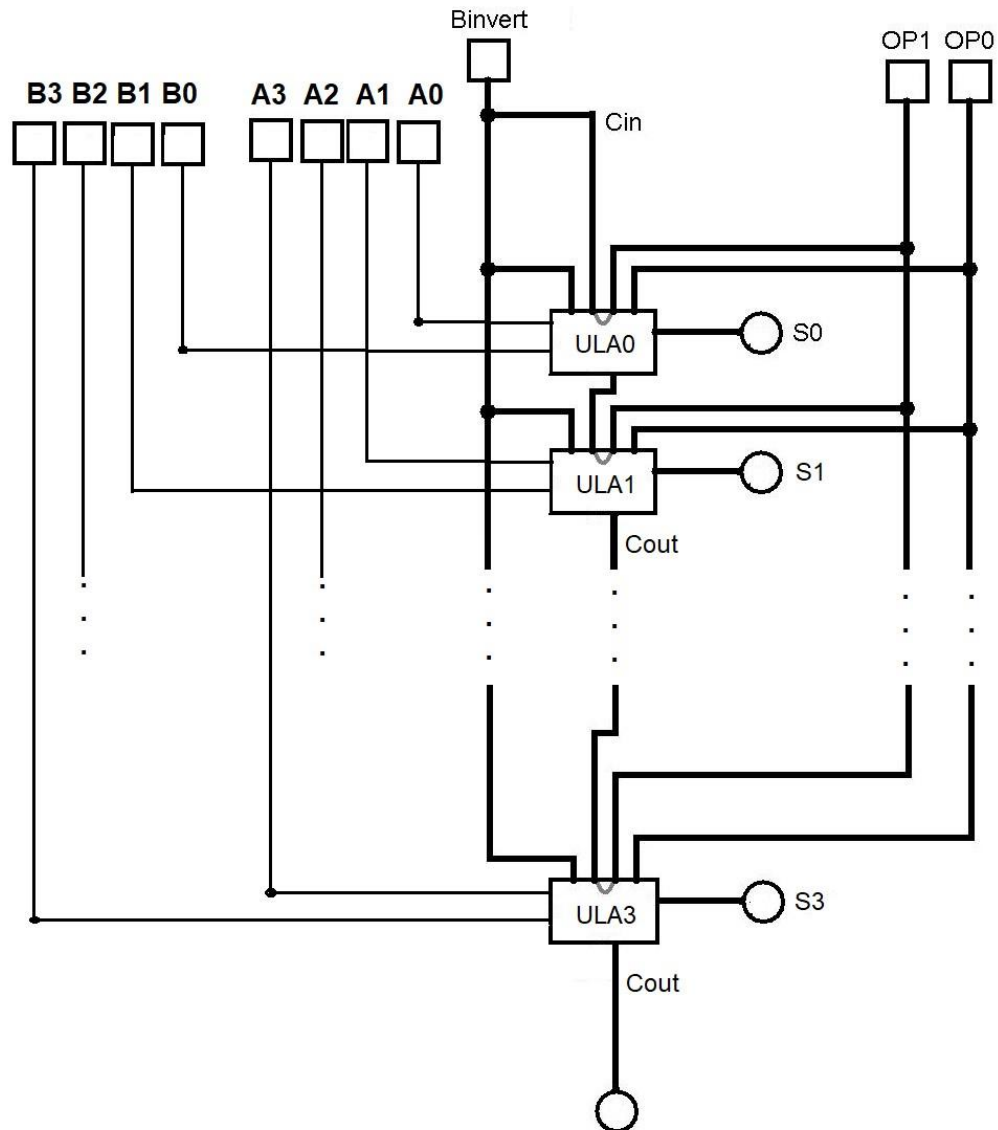 Binvert
OP1 OP0
B3 B2 B1 B0 A3 A2 A1 A0
Cin
ULA0
S0
ULA1
S1
Cout
ULA3
S3
Cout